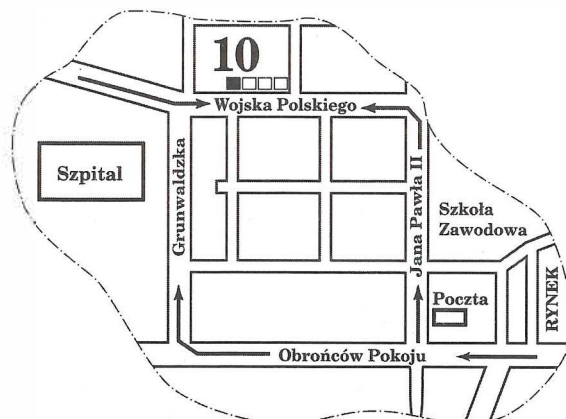 10
Wojska Polskiego
Grunwaldzka
Szpital
Jana Pawła II
Szkoła
Zawodowa
Poczta
RYNEK
Obrońców Pokoju